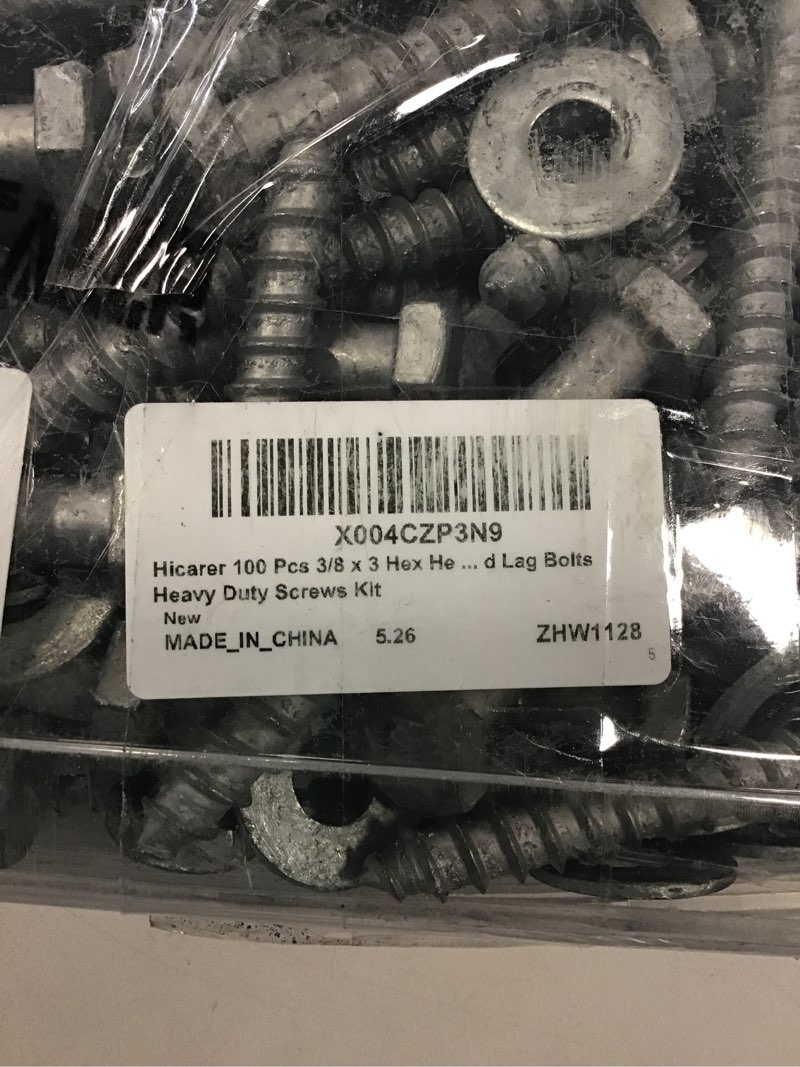 X004CZP3N9
Hicarer 100 Pcs 3/8 x 3 Hex He ... d Lag Bolts
Heavy Duty Screws Kit
New
MADE_IN_CHINA 5.26 ZHW1128
5